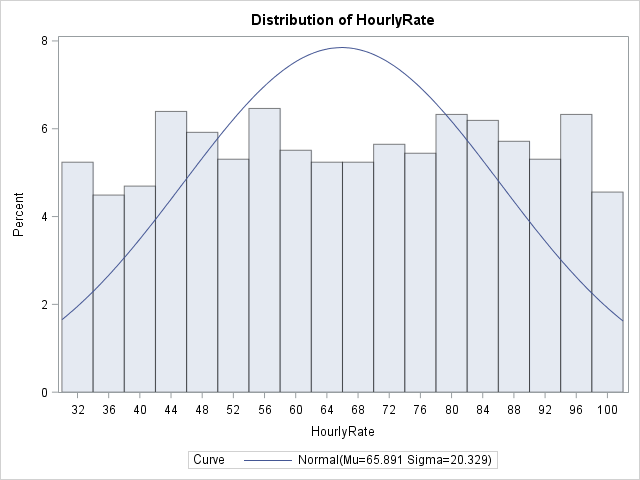 Distribution of HourlyRate
8
6
4
2
0
Percent
32 36 40 44 48 52 56 60 64 68 72 76 80 84 88 92 96 100
HourlyRate
Curve Normal(Mu=65.891 Sigma=20.329)